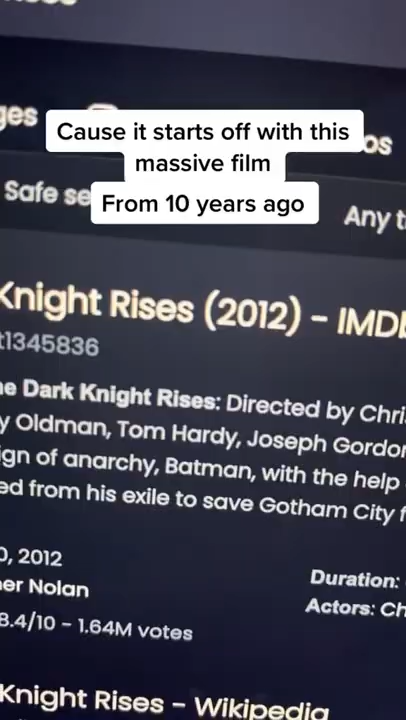 ges
Cause it starts off with this
massive film
os
Safe se
From 10 years ago
Any t
Knight Rises (2012) - IMDb
t1345836
e Dark Knight Rises: Directed by Chri
y Oldman, Tom Hardy, Joseph Gordo
ign of anarchy, Batman, with the help
ed from his exile to save Gotham City f
0, 2012
Duration:
er Nolan
Actors: Ch
8.4/10 - 1.64M votes
Knight Rises - Wikipedia